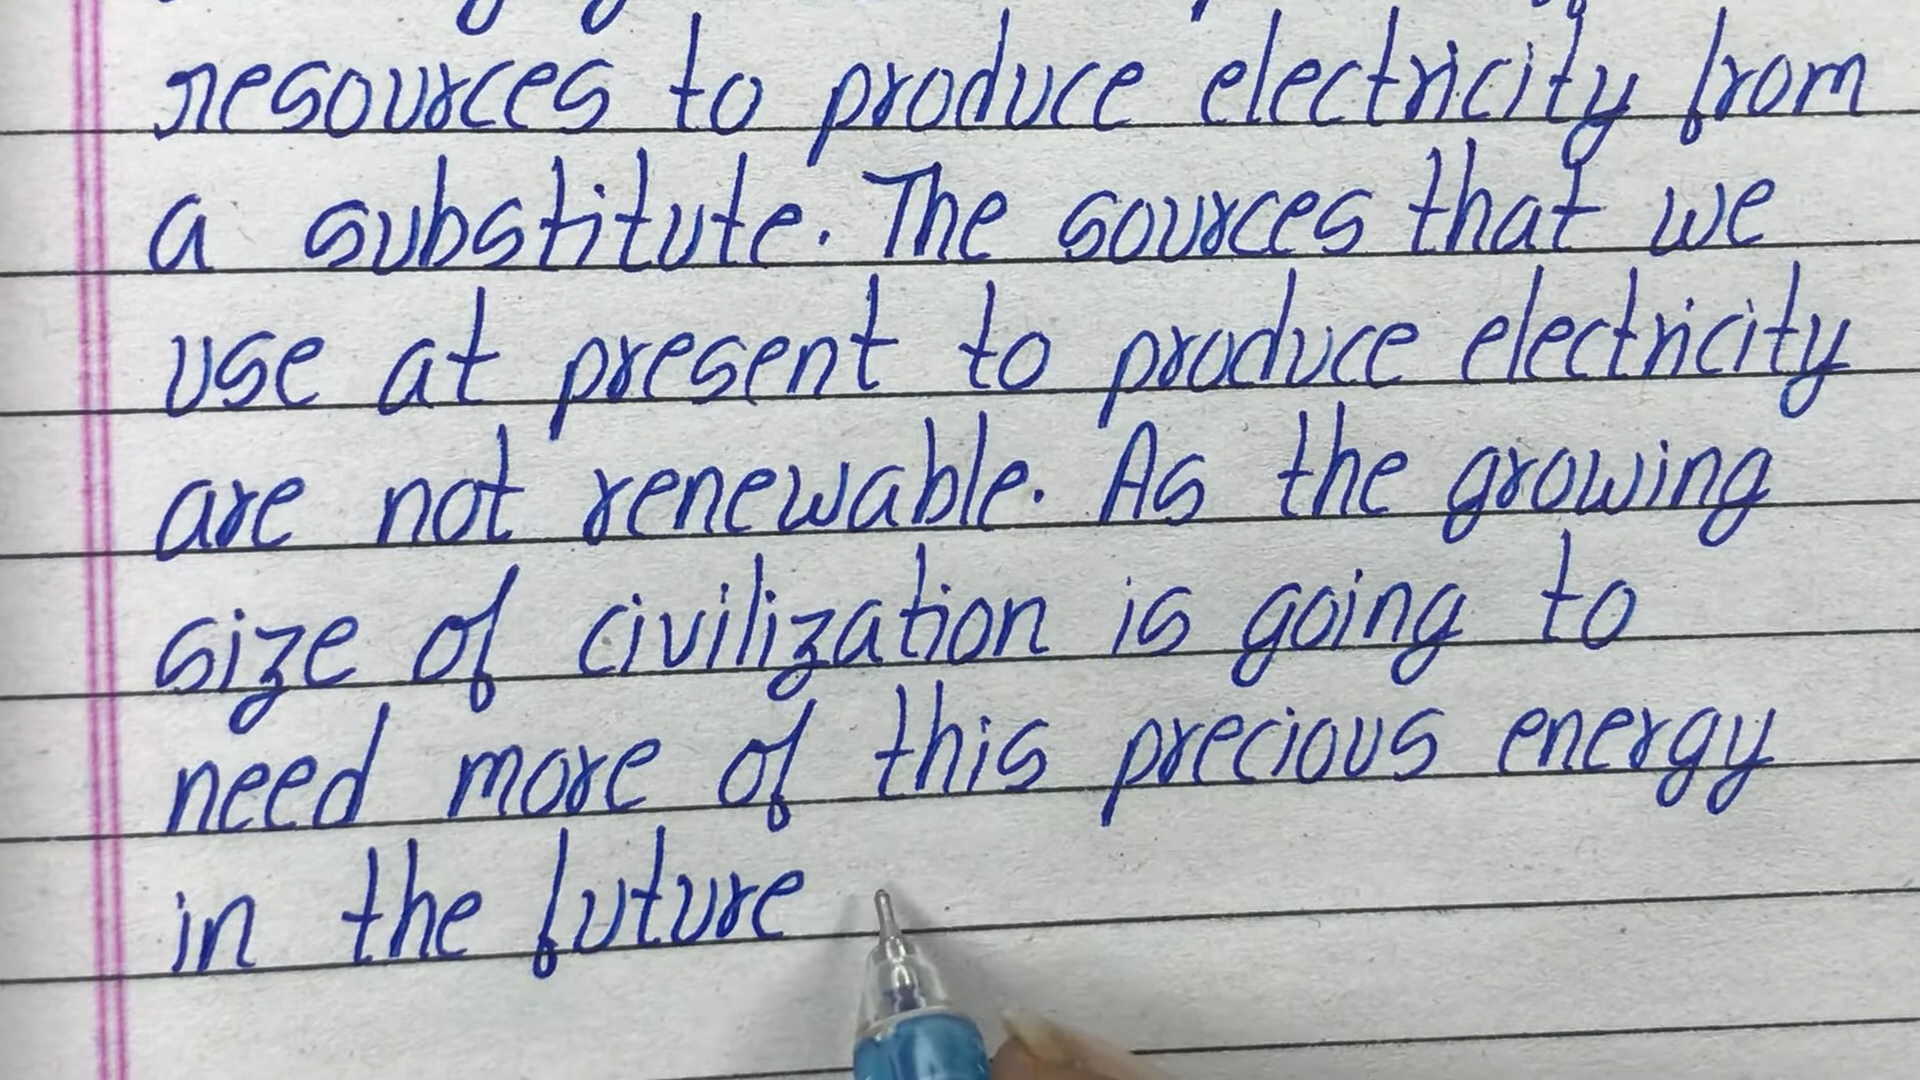 resources to produce electricity from
a substitute. The sources that we
use at present to produce electricity
are not renewable. As the growing
size of civilization is going to
need more of this precious energy
in the future